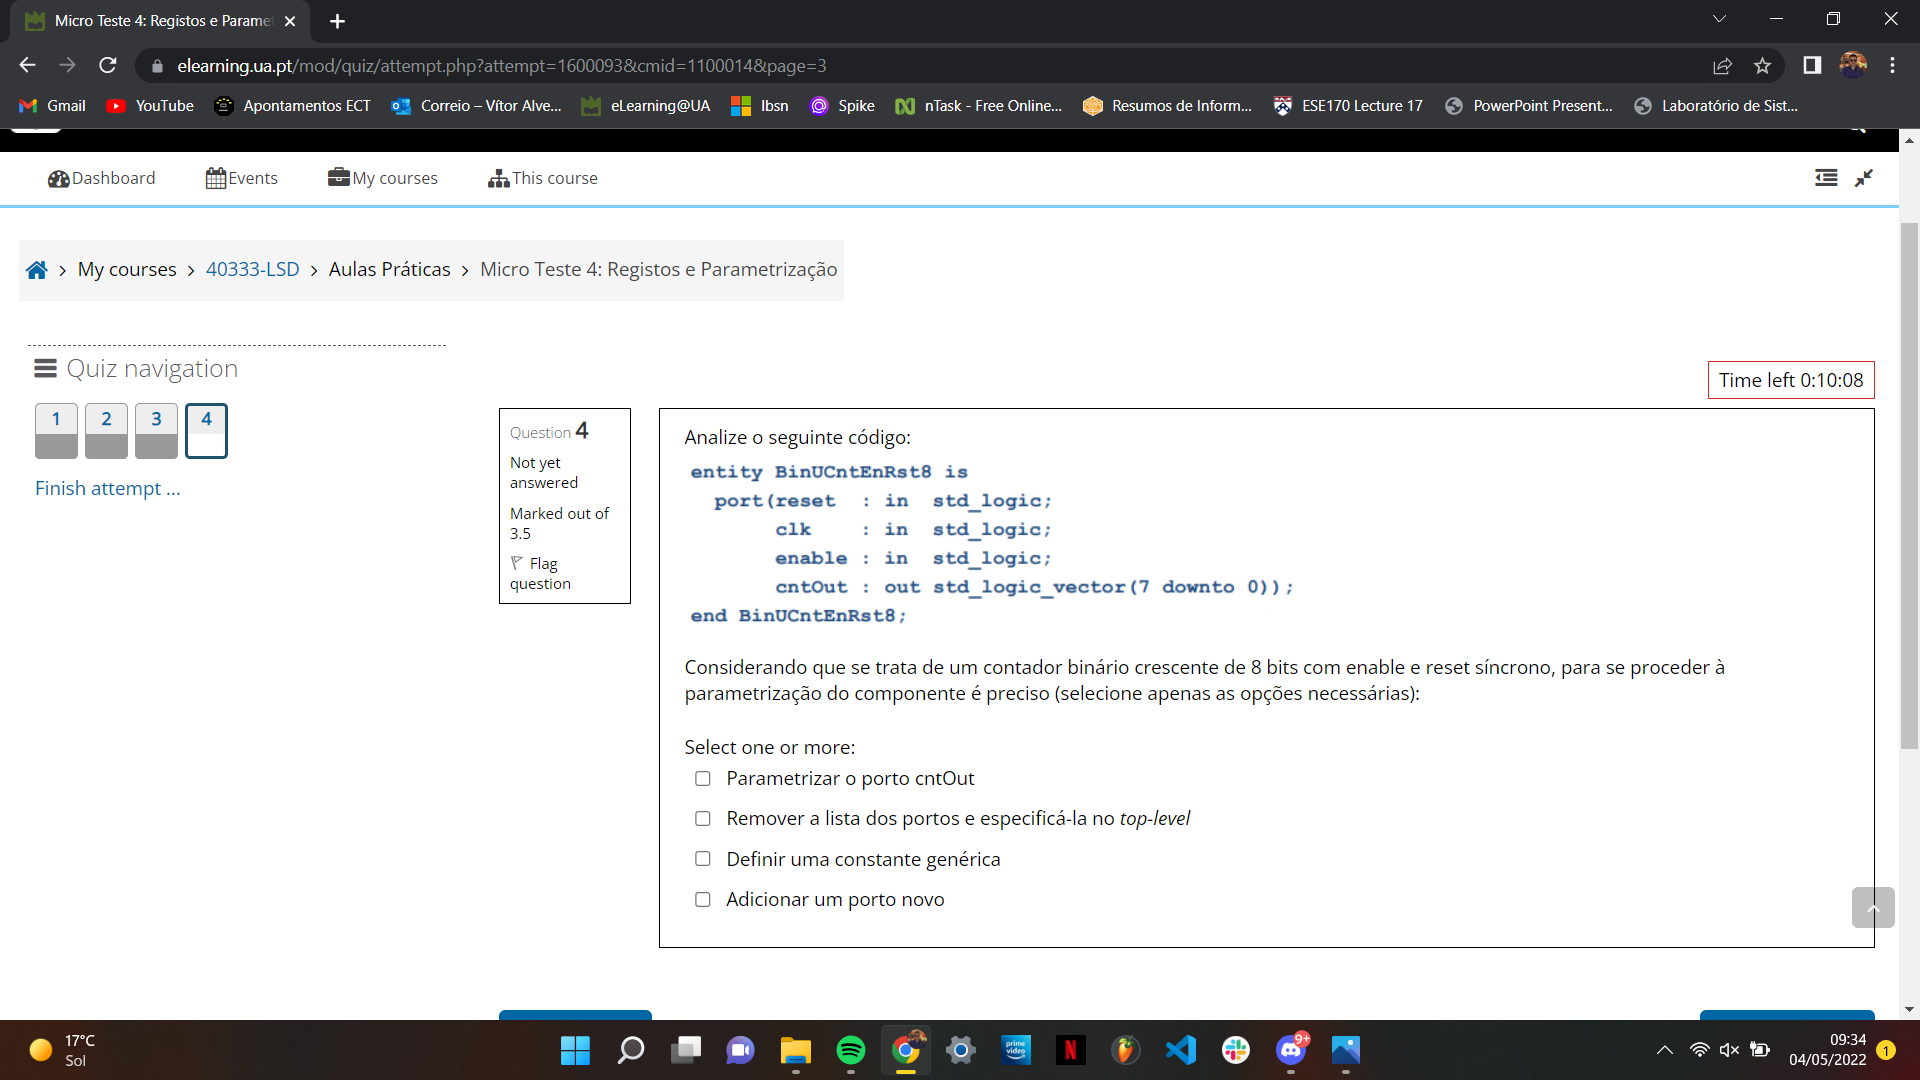 Micro Teste 4: Registos e Parame
elearning.ua.pt/mod/quiz/attempt.php?attempt=1600093&cmid=1100014&page=3
Gmail YouTube Apontamentos ECT Correio – Vítor Alve... eLearning@UA Ibsn Spike nTask - Free Online... Resumos de Inform... ESE170 Lecture 17 PowerPoint Present... Laboratório de Sist...
Dashboard Events My courses This course
My courses > 40333-LSD > Aulas Práticas > Micro Teste 4: Registos e Parametrização
Quiz navigation
1 2 3 4
Finish attempt ...
Time left 0:10:08
Question 4
Not yet
answered
Marked out of
3.5
Flag
question
Analize o seguinte código:
entity BinUCntEnRst8 is
port(reset : in std_logic;
clk : in std_logic;
enable : in std_logic;
cntOut : out std_logic_vector(7 downto 0));
end BinUCntEnRst8;
Considerando que se trata de um contador binário crescente de 8 bits com enable e reset síncrono, para se proceder à
parametrização do componente é preciso (selecione apenas as opções necessárias):
Select one or more:
Parametrizar o porto cntOut
Remover a lista dos portos e especificá-la no top-level
Definir uma constante genérica
Adicionar um porto novo
17°C
Sol
prime
video
N
9+
09:34
04/05/2022
1